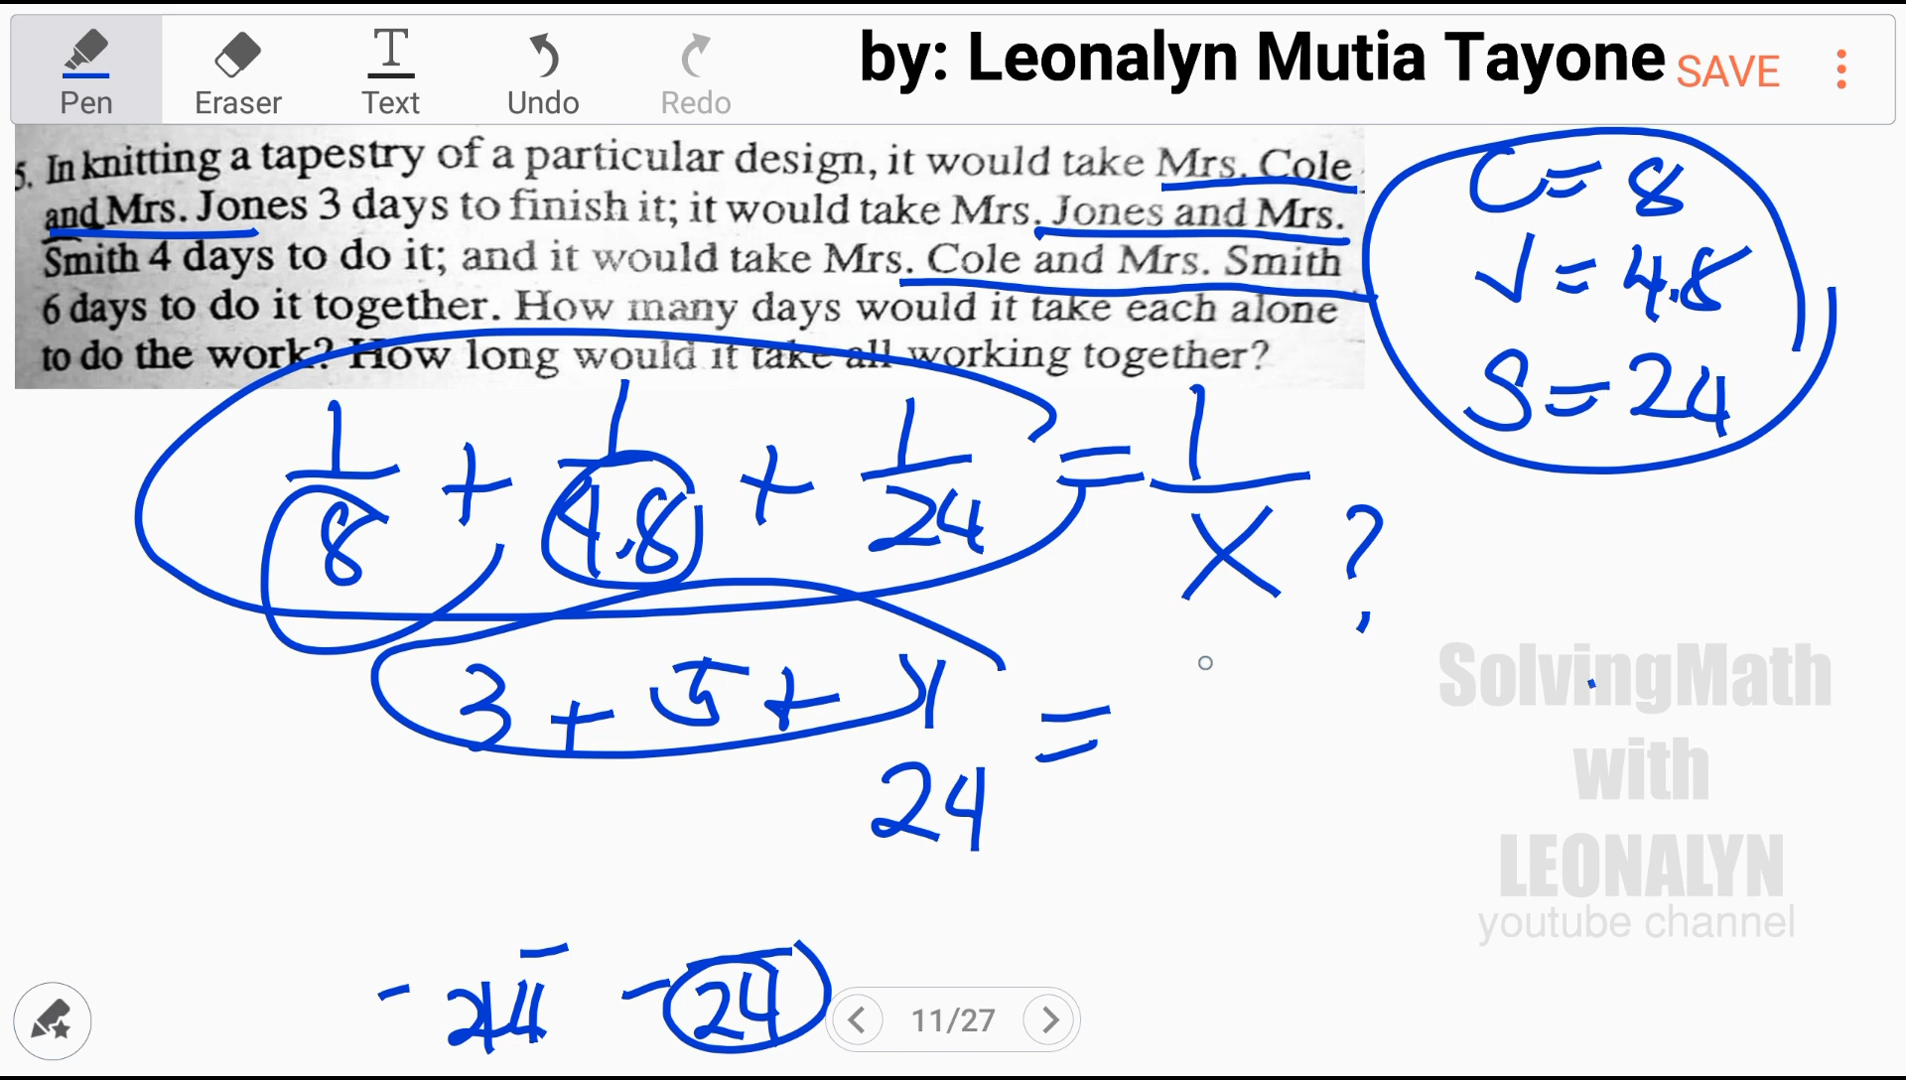 Pen
Eraser
Text
Undo
Redo
by: Leonalyn Mutia Tayone
SAVE
5. In knitting a tapestry of a particular design, it would take Mrs. Cole
and Mrs. Jones 3 days to finish it; it would take Mrs. Jones and Mrs.
Smith 4 days to do it; and it would take Mrs. Cole and Mrs. Smith
6 days to do it together. How many days would it take each alone
to do the work? How long would it take all working together?
C = 8
J = 4.8
S = 24
1/8 + 1/4.8 + 1/24 = 1/X ?
3 + 5 + 1
24 =
SolvingMath
with
LEONALYN
youtube channel
- 24 - 24
11/27